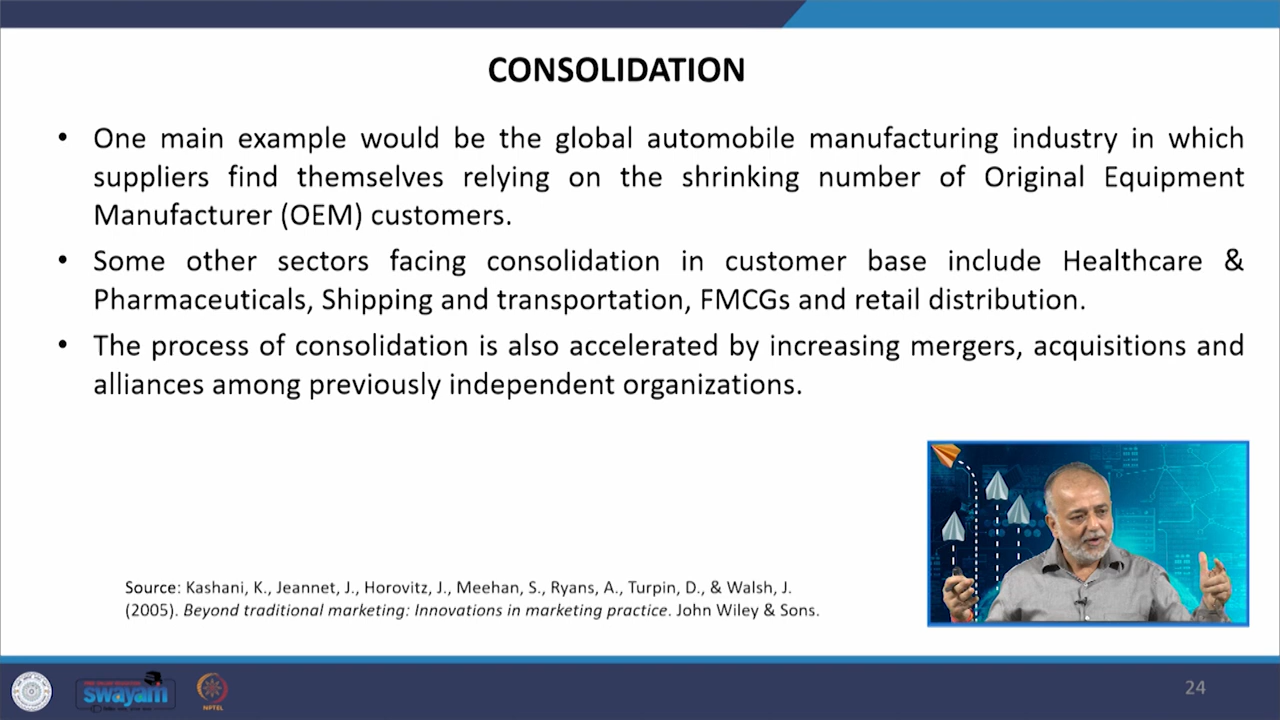 CONSOLIDATION
• One main example would be the global automobile manufacturing industry in which
suppliers find themselves relying on the shrinking number of Original Equipment
Manufacturer (OEM) customers.
• Some other sectors facing consolidation in customer base include Healthcare &
Pharmaceuticals, Shipping and transportation, FMCGs and retail distribution.
• The process of consolidation is also accelerated by increasing mergers, acquisitions and
alliances among previously independent organizations.
Source: Kashani, K., Jeannet, J., Horovitz, J., Meehan, S., Ryans, A., Turpin, D., & Walsh, J.
(2005). Beyond traditional marketing: Innovations in marketing practice. John Wiley & Sons.
swayam
NPTEL
24